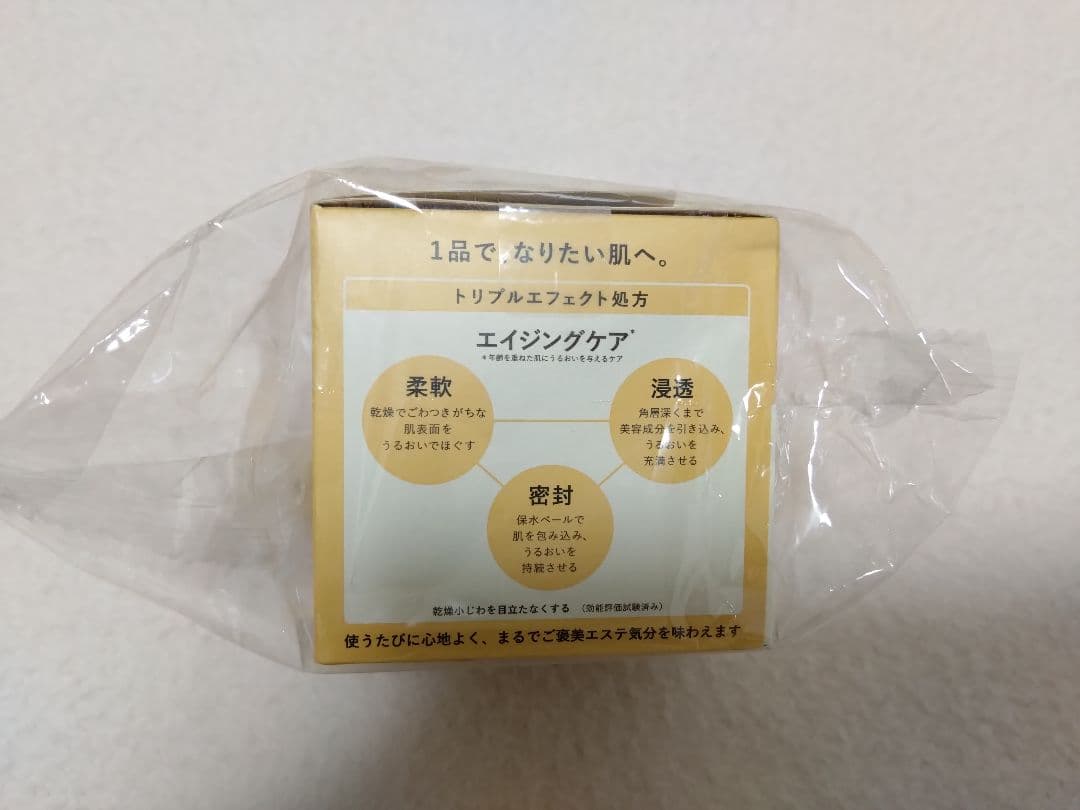 1品で、なりたい肌へ。
トリプルエフェクト処方
エイジングケア*
*年齢を重ねた肌にうるおいを与えるケア
柔軟
乾燥でごわつきがちな
肌表面を
うるおいでほぐす
浸透
角層深くまで
美容成分を引き込み、
うるおいを
充満させる
密封
保水ベールで
肌を包み込み、
うるおいを
持続させる
乾燥小じわを目立たなくする （効能評価試験済み）
使うたびに心地よく、まるでご褒美エステ気分を味わえます